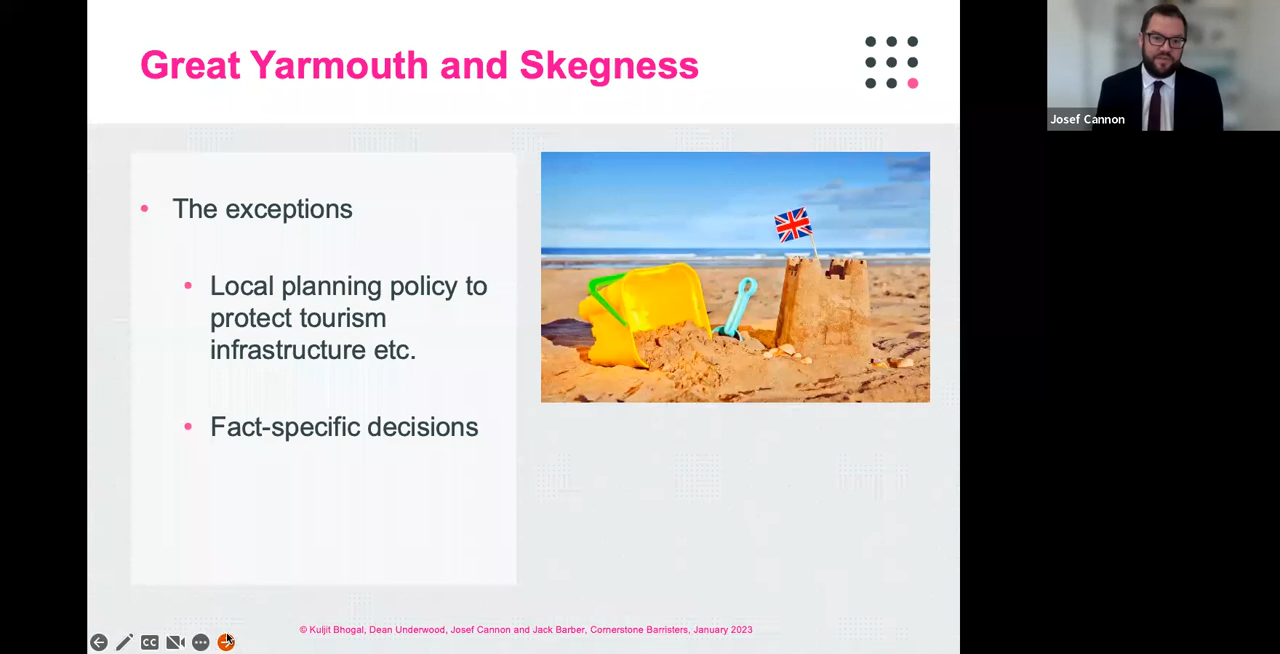 Great Yarmouth and Skegness
• The exceptions
• Local planning policy to
protect tourism
infrastructure etc.
• Fact-specific decisions
© Kuljit Bhogal, Dean Underwood, Josef Cannon and Jack Barber, Cornerstone Barristers, January 2023
CC
Josef Cannon